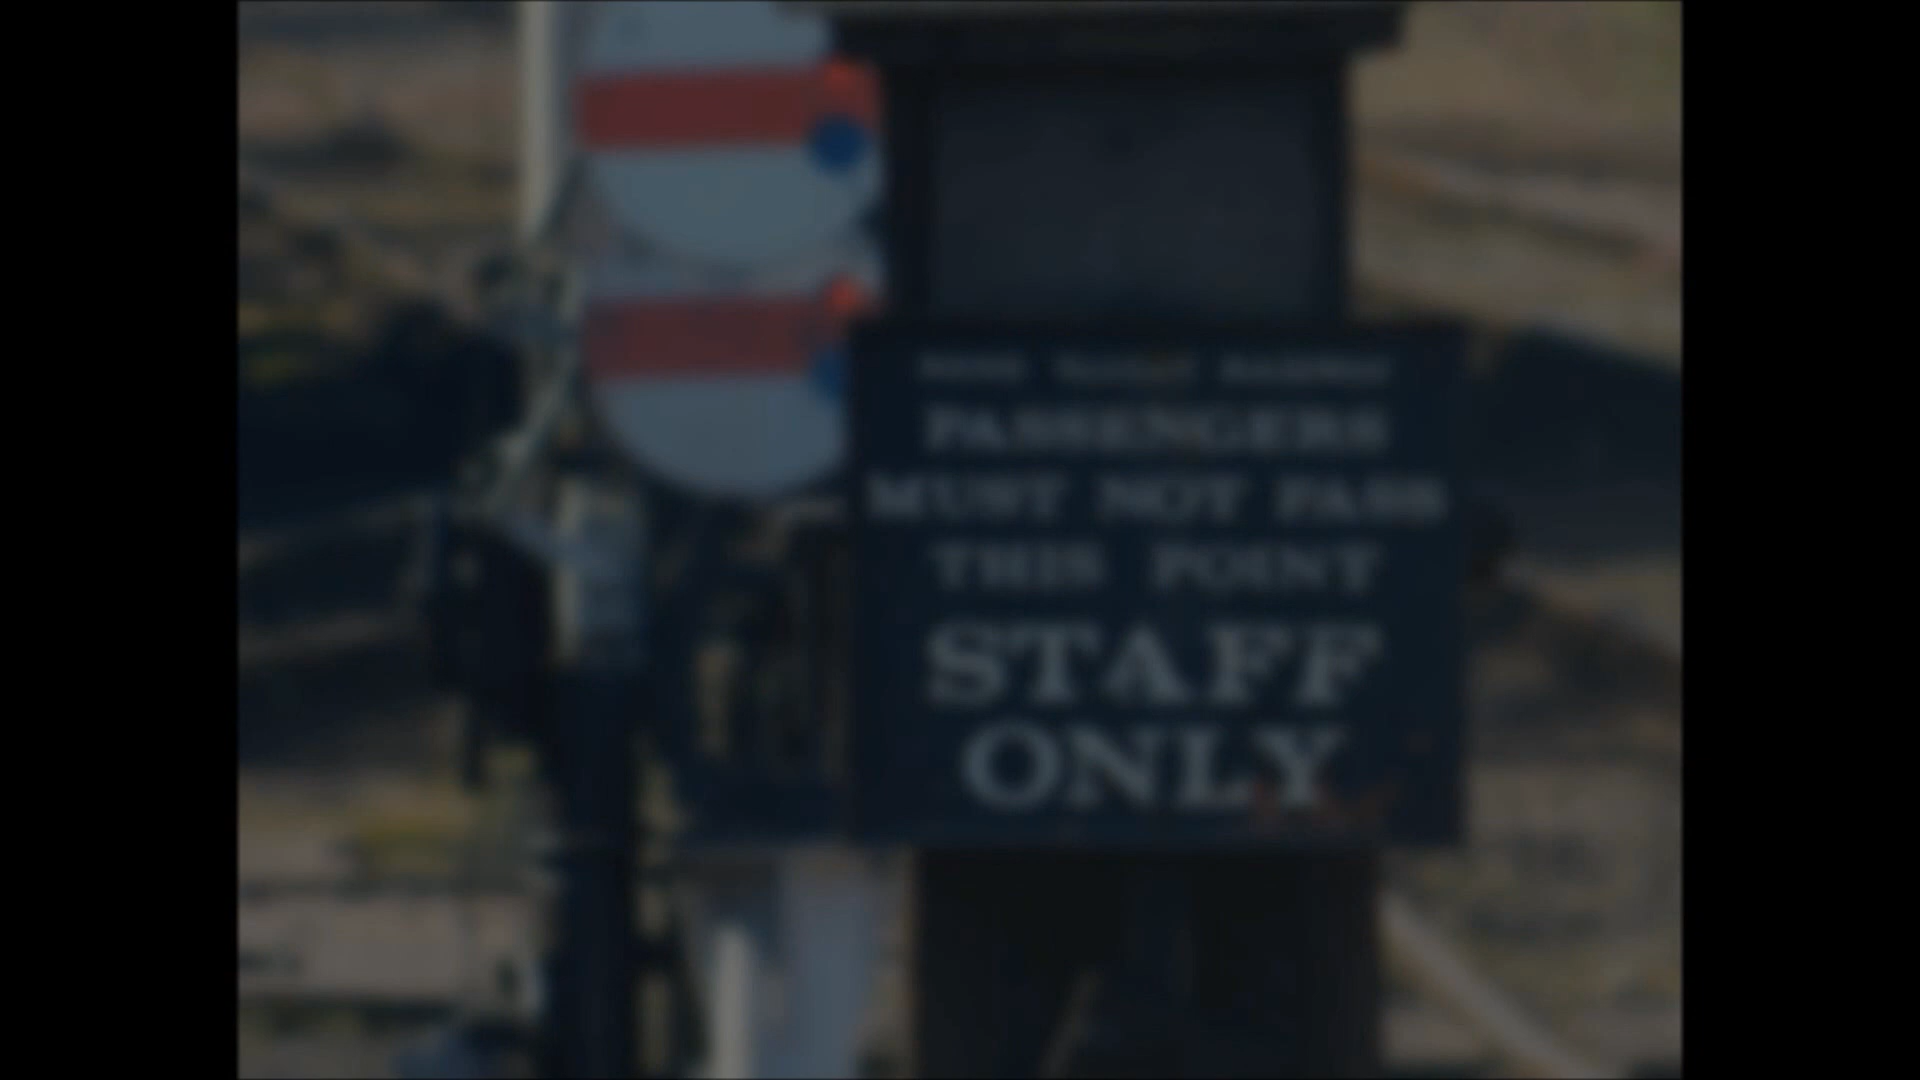 PASSENGERS
MUST NOT PASS
THIS POINT
STAFF
ONLY